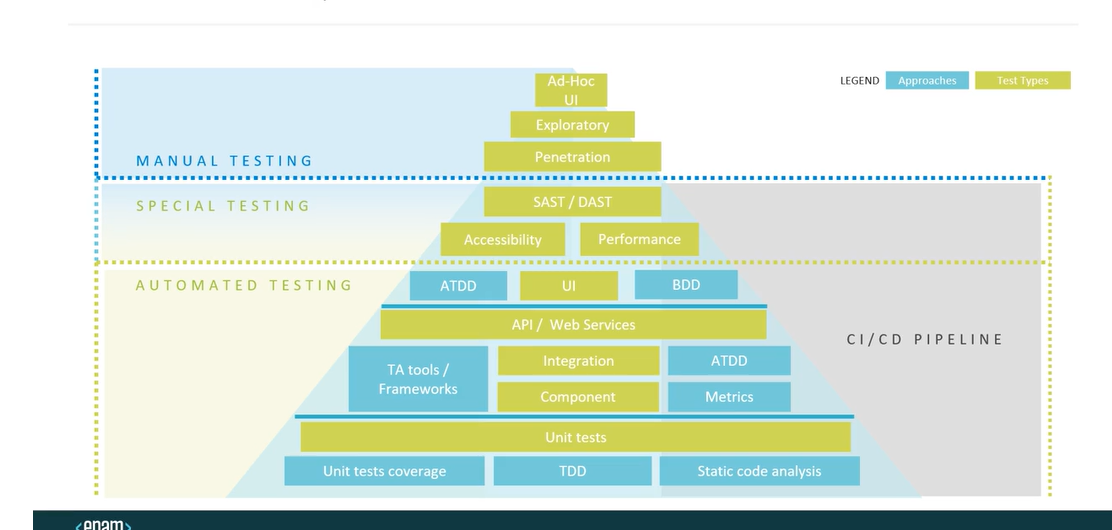 LEGEND
Approaches
Test Types
Ad-Hoc
UI
Exploratory
Penetration
MANUAL TESTING
SPECIAL TESTING
SAST / DAST
Accessibility
Performance
AUTOMATED TESTING
ATDD
UI
BDD
API / Web Services
CI/CD PIPELINE
TA tools /
Frameworks
Integration
ATDD
Component
Metrics
Unit tests
Unit tests coverage
TDD
Static code analysis
<epam>